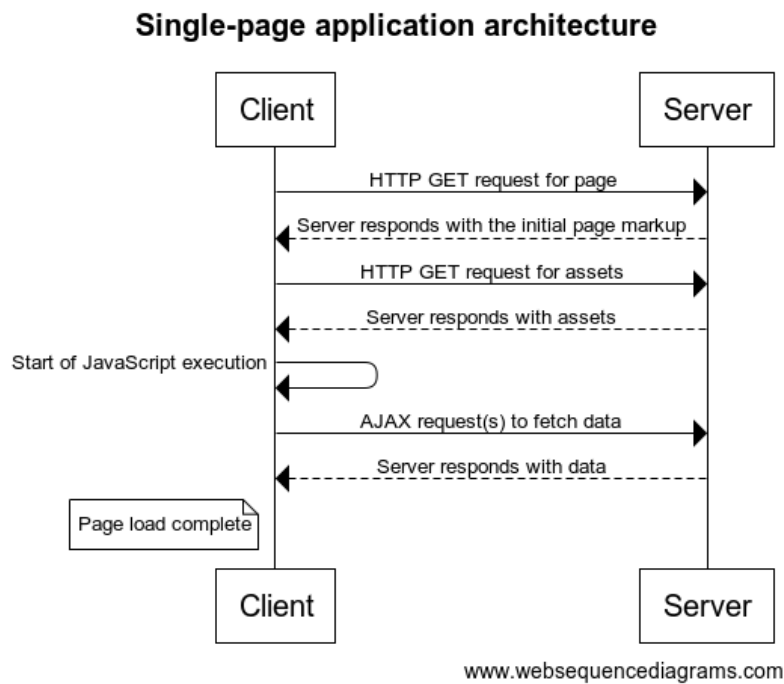 Single-page application architecture
Client
Server
HTTP GET request for page
Server responds with the initial page markup
HTTP GET request for assets
Server responds with assets
Start of JavaScript execution
AJAX request(s) to fetch data
Server responds with data
Page load complete
Client
Server
www.websequencediagrams.com